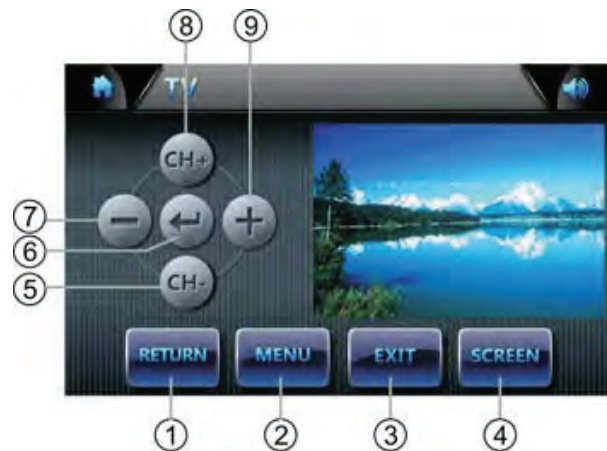 ⑧ ⑨
TV
CH+
⑦ − +
⑥
⑤ CH-
RETURN MENU EXIT SCREEN
① ② ③ ④